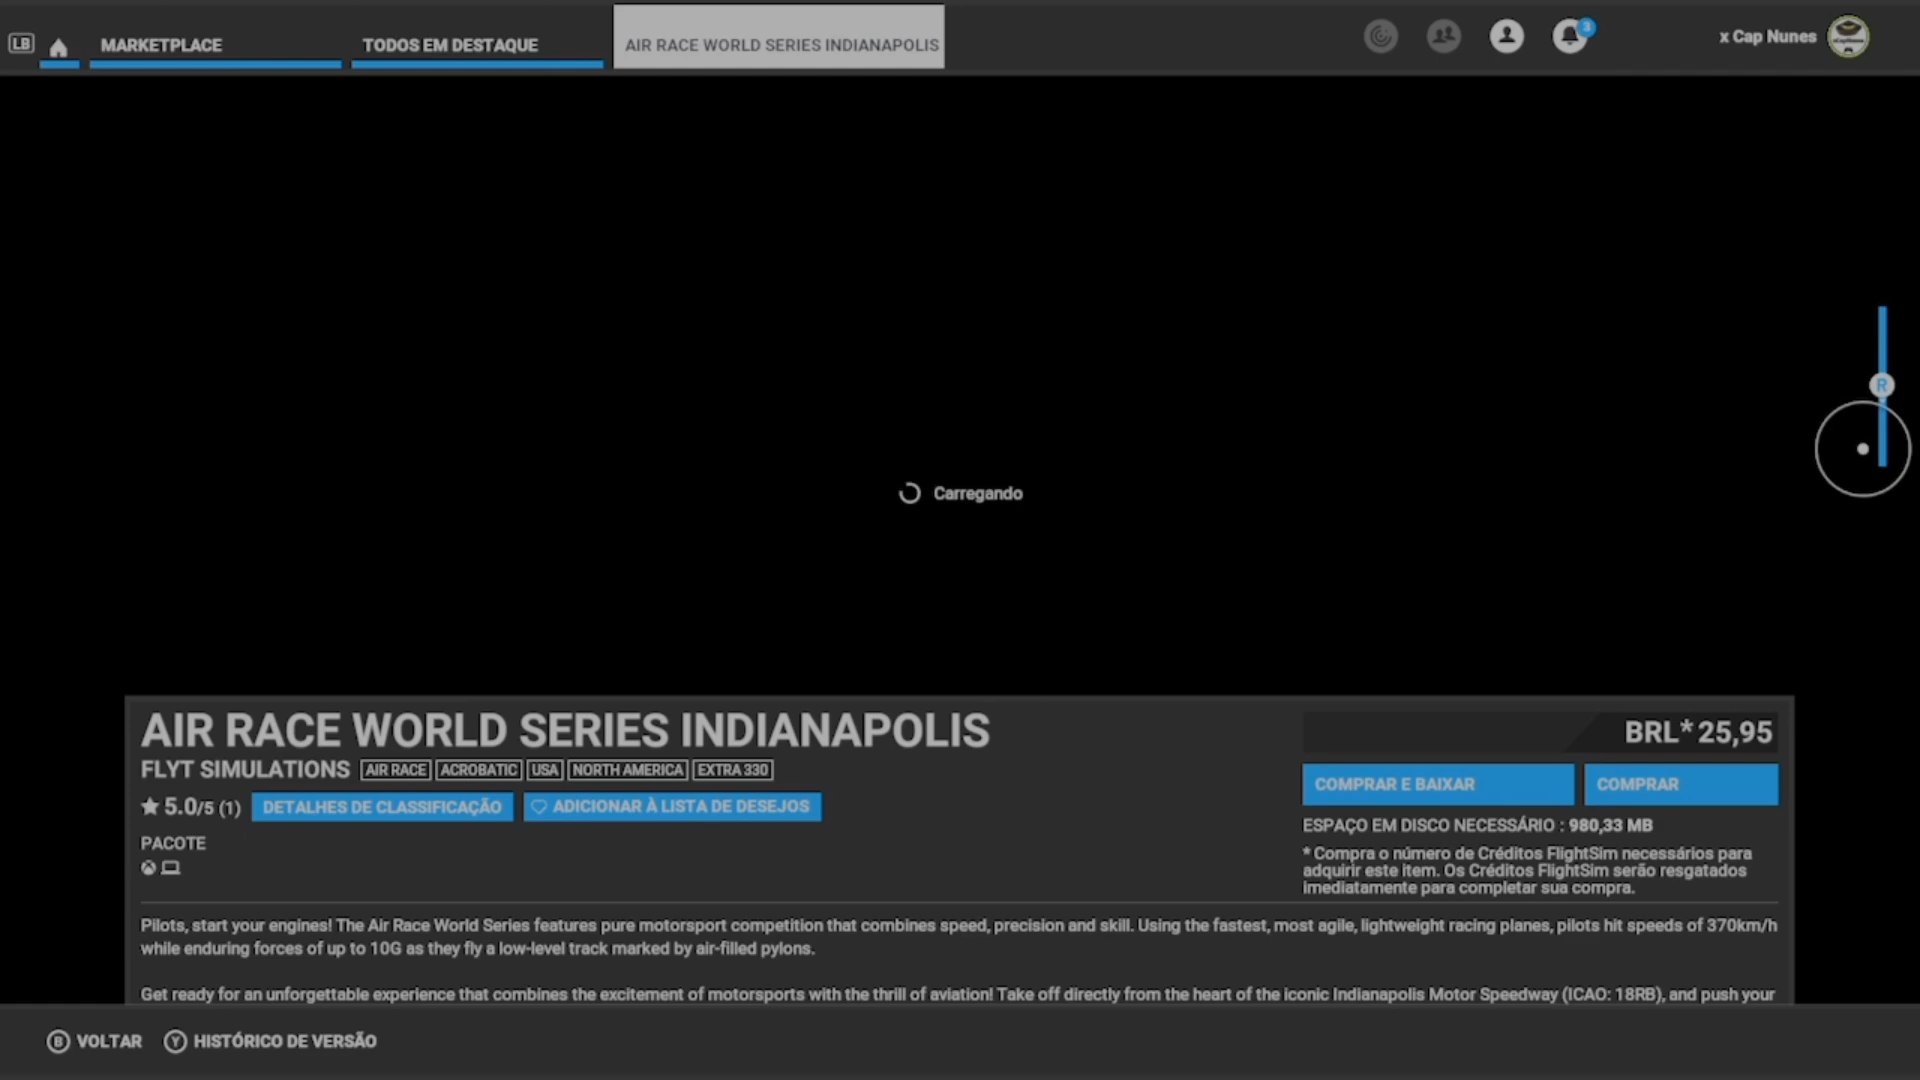 LB MARKETPLACE TODOS EM DESTAQUE AIR RACE WORLD SERIES INDIANAPOLIS 3 x Cap Nunes
R
Carregando
AIR RACE WORLD SERIES INDIANAPOLIS
FLYT SIMULATIONS AIR RACE ACROBATIC USA NORTH AMERICA EXTRA 330
5.0/5 (1) DETALHES DE CLASSIFICAÇÃO ADICIONAR À LISTA DE DESEJOS
PACOTE
BRL* 25,95
COMPRAR E BAIXAR COMPRAR
ESPAÇO EM DISCO NECESSÁRIO : 980,33 MB
* Compra o número de Créditos FlightSim necessários para
adquirir este item. Os Créditos FlightSim serão resgatados
imediatamente para completar sua compra.
Pilots, start your engines! The Air Race World Series features pure motorsport competition that combines speed, precision and skill. Using the fastest, most agile, lightweight racing planes, pilots hit speeds of 370km/h
while enduring forces of up to 10G as they fly a low-level track marked by air-filled pylons.
Get ready for an unforgettable experience that combines the excitement of motorsports with the thrill of aviation! Take off directly from the heart of the iconic Indianapolis Motor Speedway (ICAO: 18RB), and push your
B VOLTAR Y HISTÓRICO DE VERSÃO